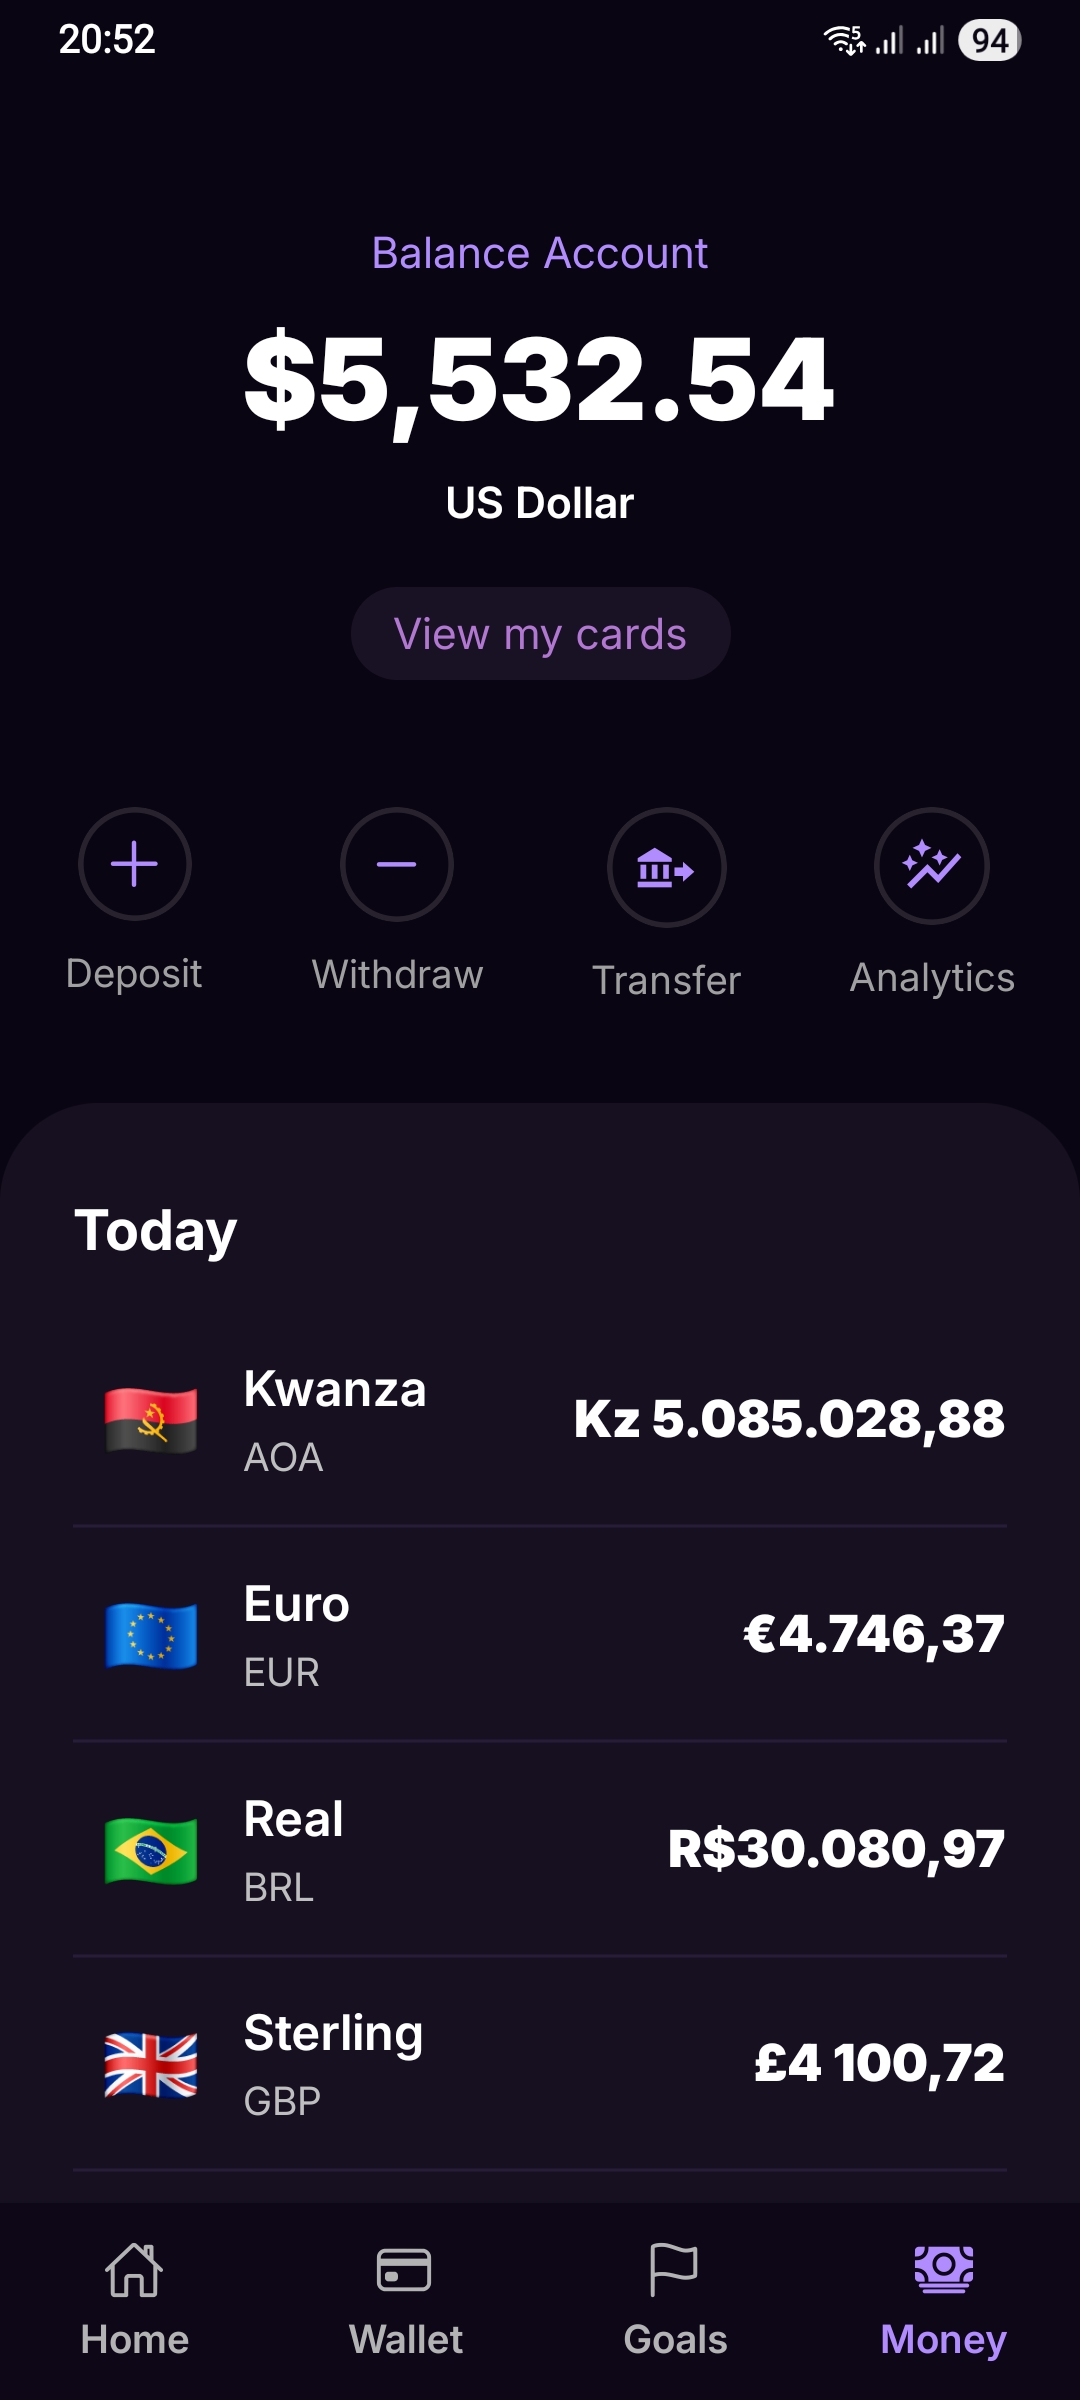 20:52
5
94
Balance Account
$5,532.54
US Dollar
View my cards
Deposit
Withdraw
Transfer
Analytics
Today
Kwanza
Kz 5.085.028,88
AOA
Euro
€4.746,37
EUR
Real
R$30.080,97
BRL
Sterling
£4 100,72
GBP
Home
Wallet
Goals
Money